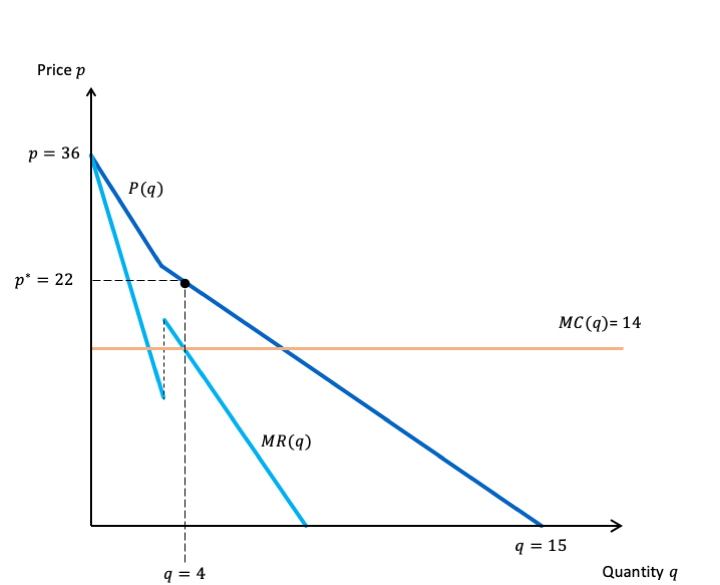 Price p
p = 36
P(q)
p* = 22
MC(q)= 14
MR(q)
q = 15
q = 4
Quantity q